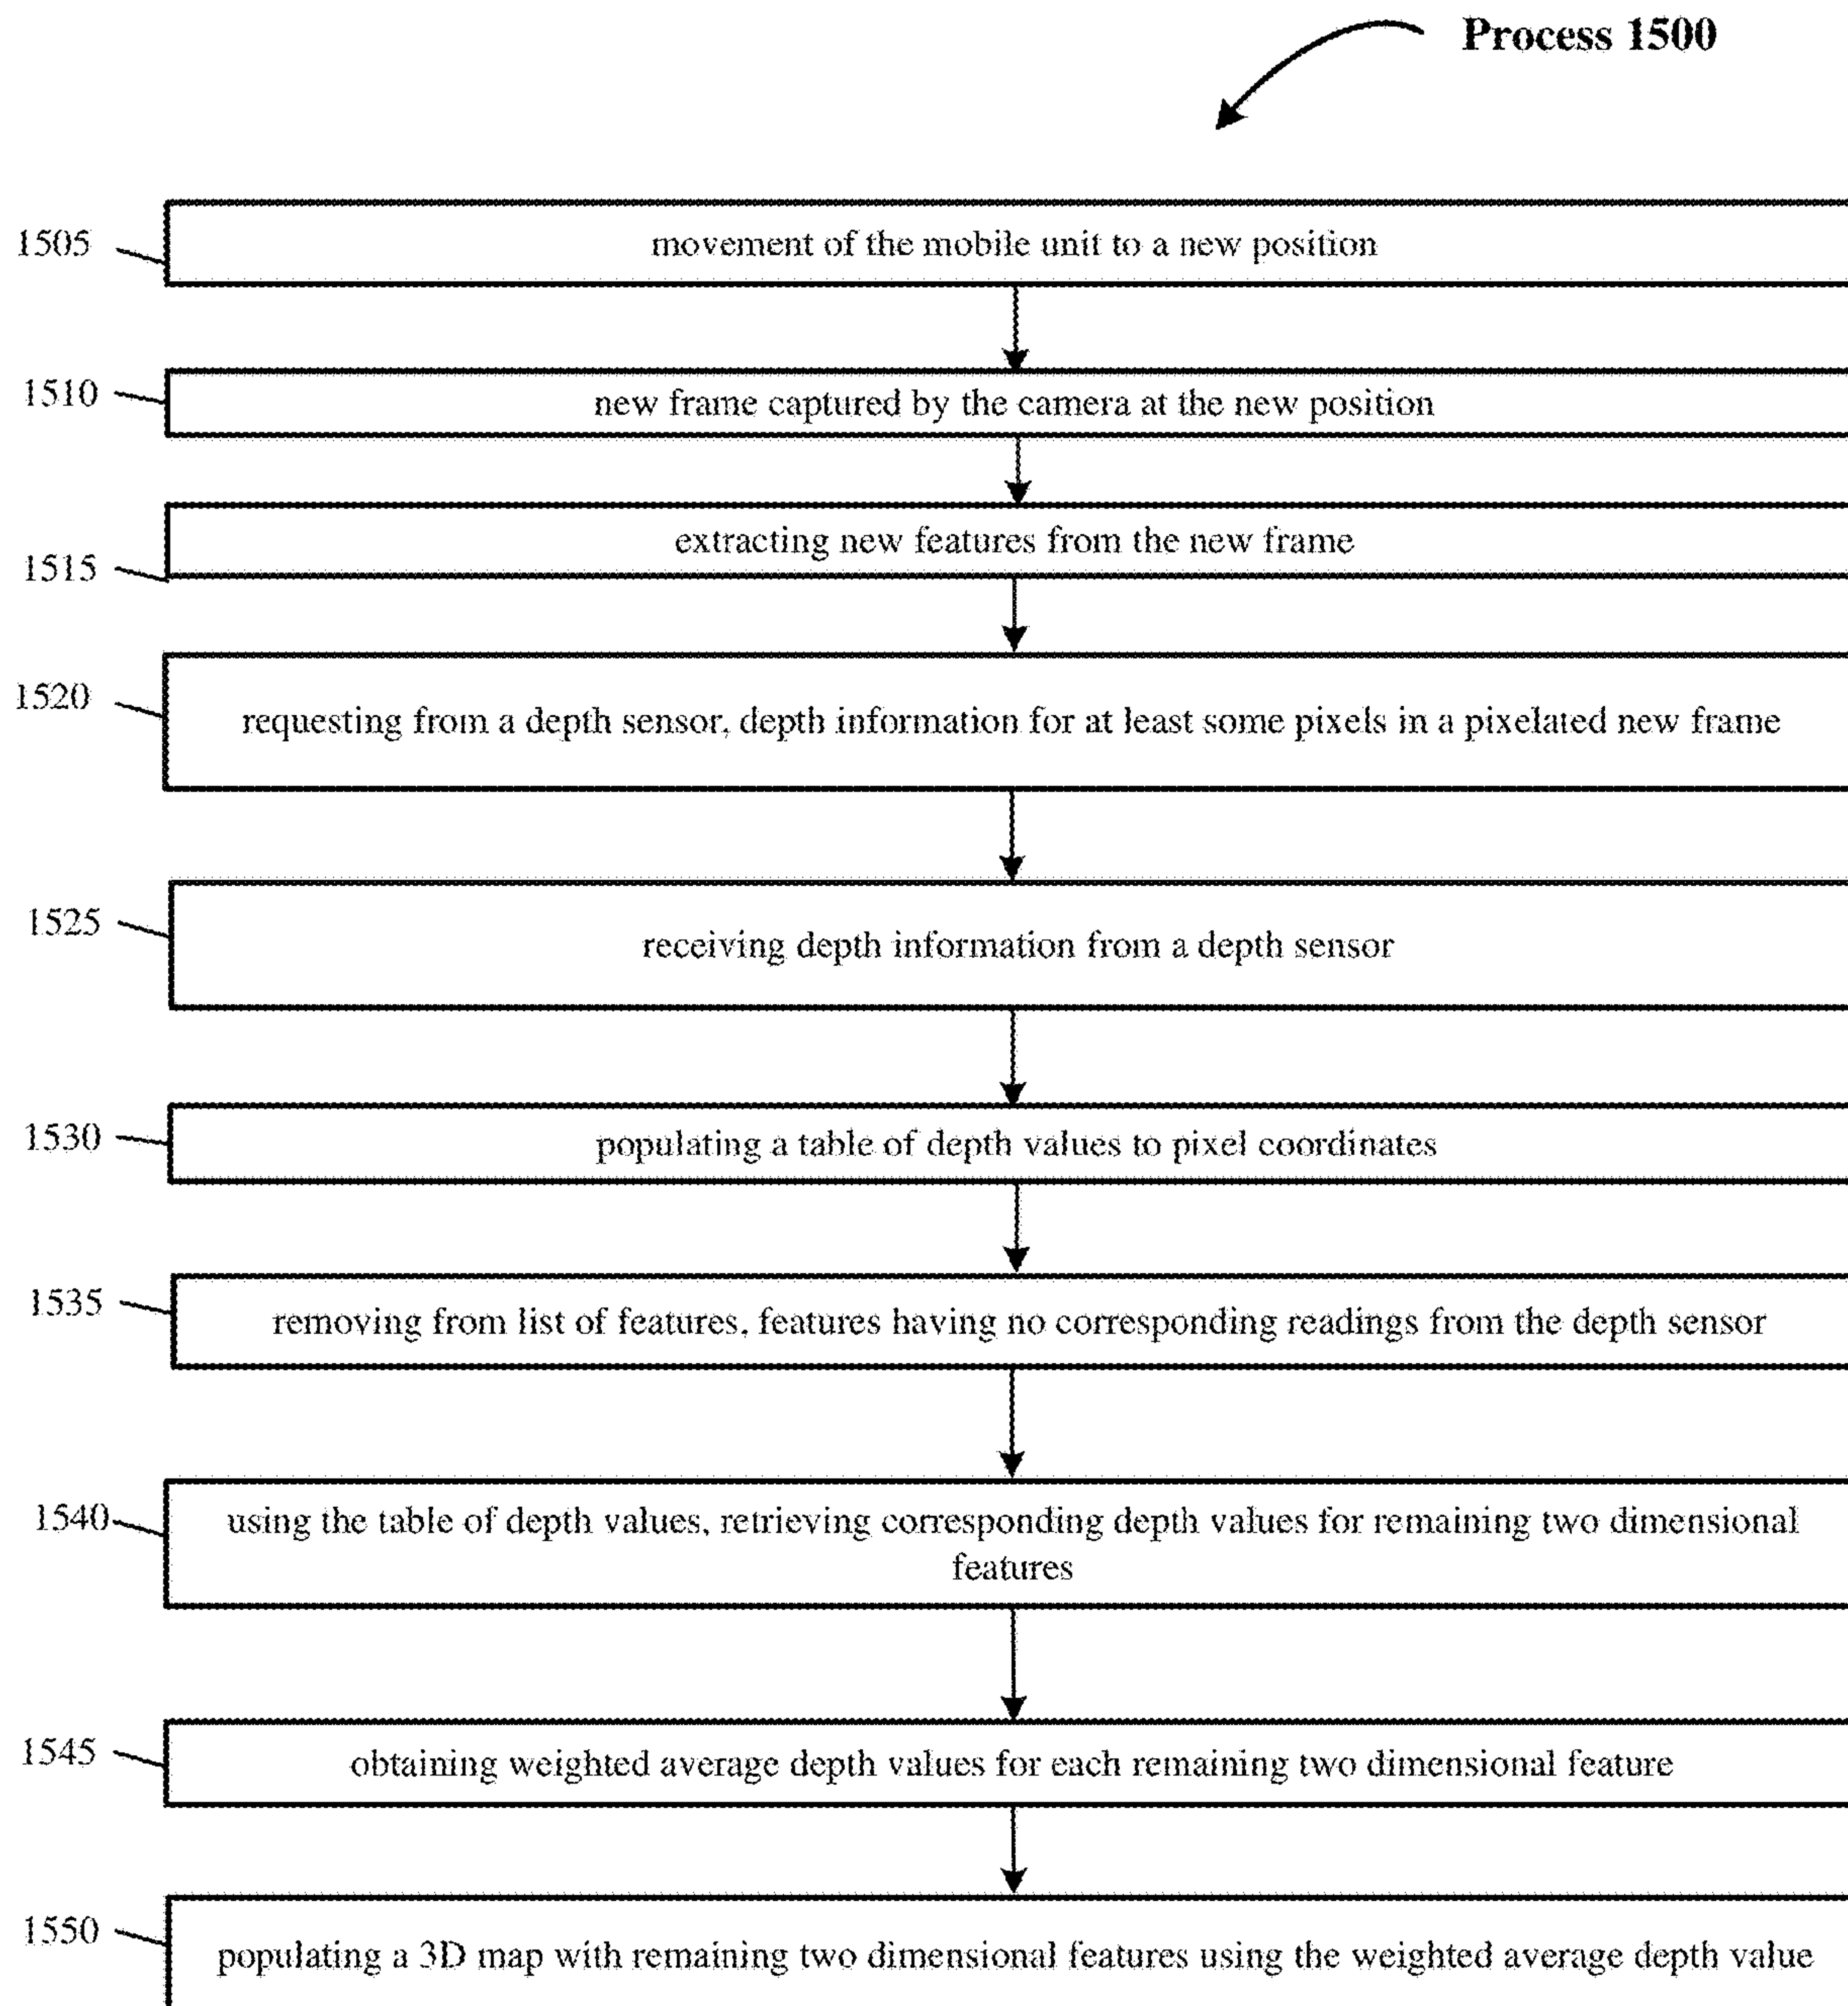 Process 1500
1505
movement of the mobile unit to a new position
1510
new frame captured by the camera at the new position
extracting new features from the new frame
1515
1520
requesting from a depth sensor, depth information for at least some pixels in a pixelated new frame
1525
receiving depth information from a depth sensor
1530
populating a table of depth values to pixel coordinates
1535
removing from list of features, features having no corresponding readings from the depth sensor
1540
using the table of depth values, retrieving corresponding depth values for remaining two dimensional
features
1545
obtaining weighted average depth values for each remaining two dimensional feature
1550
populating a 3D map with remaining two dimensional features using the weighted average depth value